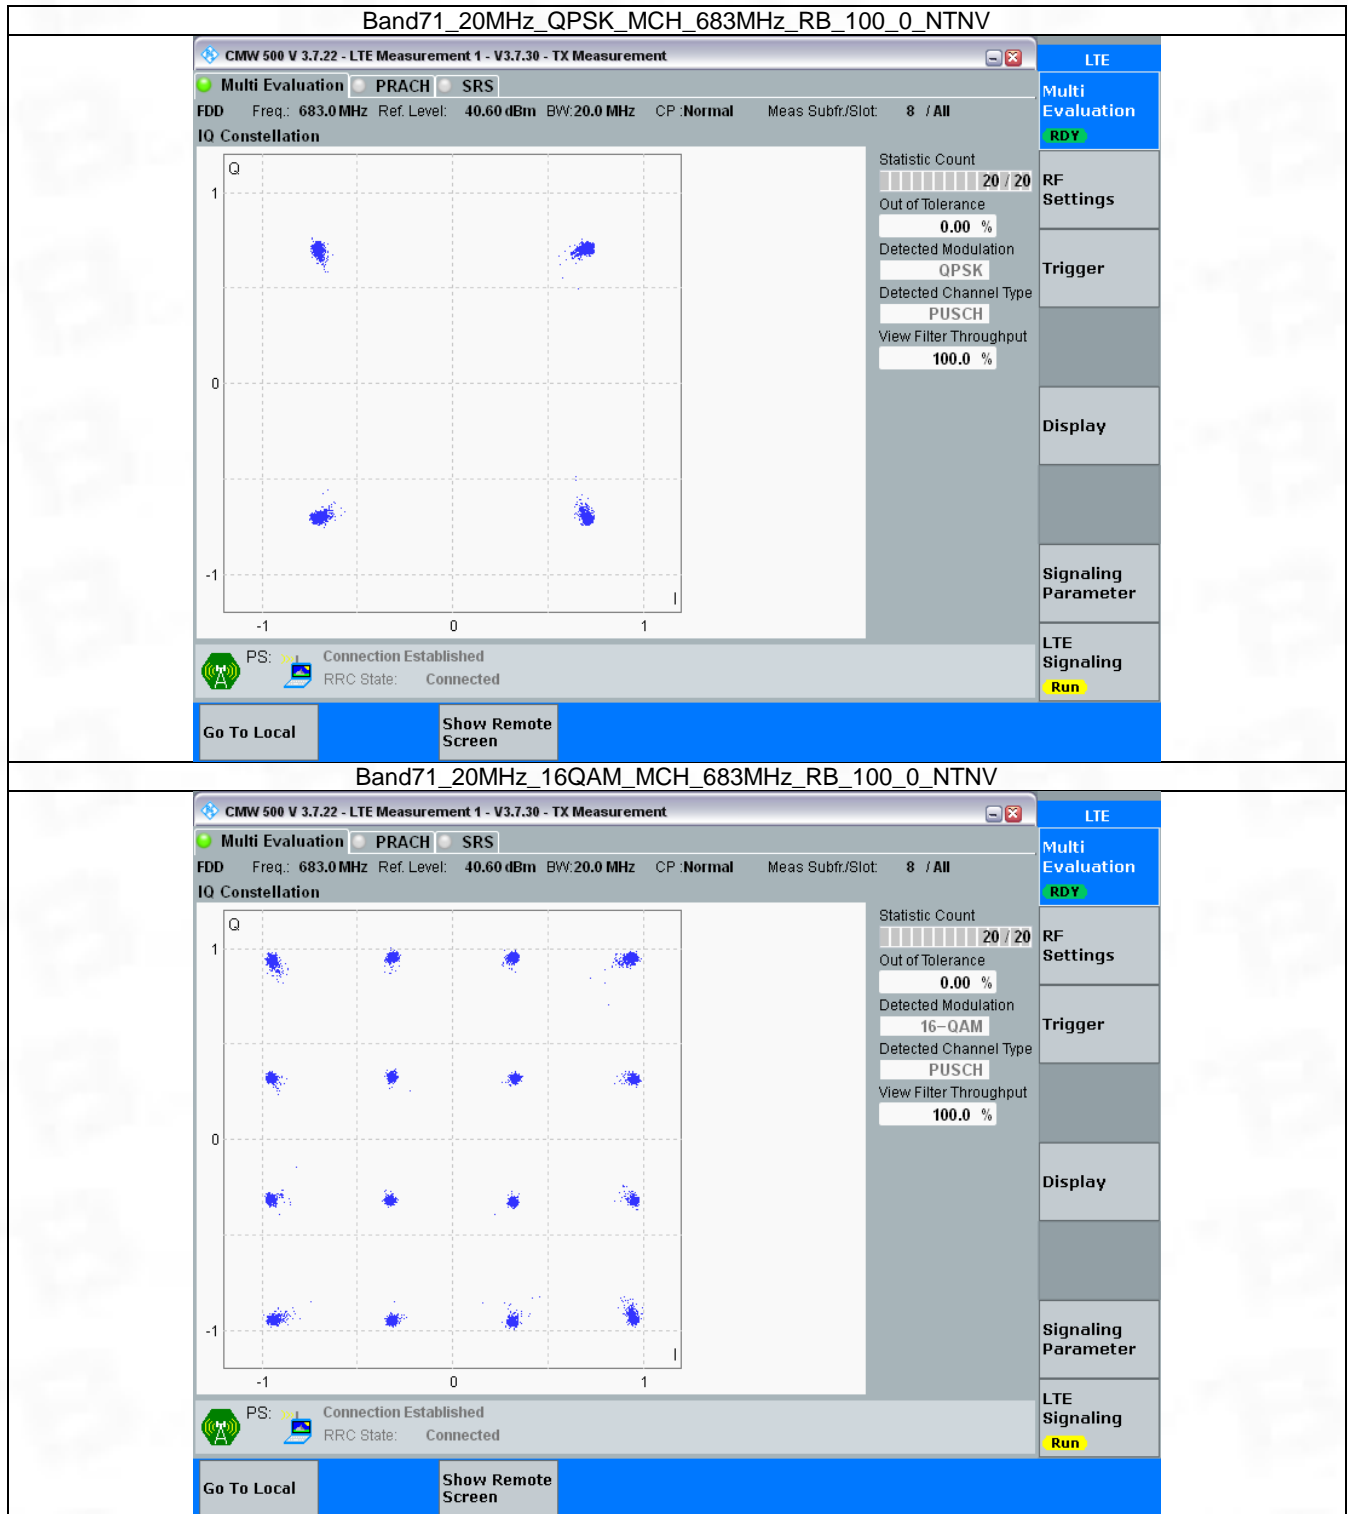 Band71_20MHz_QPSK_MCH_683MHz_RB_100_0_NTNV
CMW 500 V 3.7.22 - LTE Measurement 1 - V3.7.30 - TX Measurement
LTE
Multi Evaluation PRACH SRS
FDD Freq.: 683.0 MHz Ref. Level: 40.60 dBm BW: 20.0 MHz CP : Normal Meas Subfr./Slot: 8 / All
Multi
Evaluation
RDY
IQ Constellation
Q
1
0
-1
I
-1 0 1
Statistic Count
20 / 20
Out of Tolerance
0.00 %
Detected Modulation
QPSK
Detected Channel Type
PUSCH
View Filter Throughput
100.0 %
RF
Settings
Trigger
Display
Signaling
Parameter
LTE
Signaling
Run
PS: Connection Established
RRC State: Connected
Go To Local
Show Remote
Screen
Band71_20MHz_16QAM_MCH_683MHz_RB_100_0_NTNV
CMW 500 V 3.7.22 - LTE Measurement 1 - V3.7.30 - TX Measurement
LTE
Multi Evaluation PRACH SRS
FDD Freq.: 683.0 MHz Ref. Level: 40.60 dBm BW: 20.0 MHz CP : Normal Meas Subfr./Slot: 8 / All
Multi
Evaluation
RDY
IQ Constellation
Q
1
0
-1
I
-1 0 1
Statistic Count
20 / 20
Out of Tolerance
0.00 %
Detected Modulation
16-QAM
Detected Channel Type
PUSCH
View Filter Throughput
100.0 %
RF
Settings
Trigger
Display
Signaling
Parameter
LTE
Signaling
Run
PS: Connection Established
RRC State: Connected
Go To Local
Show Remote
Screen